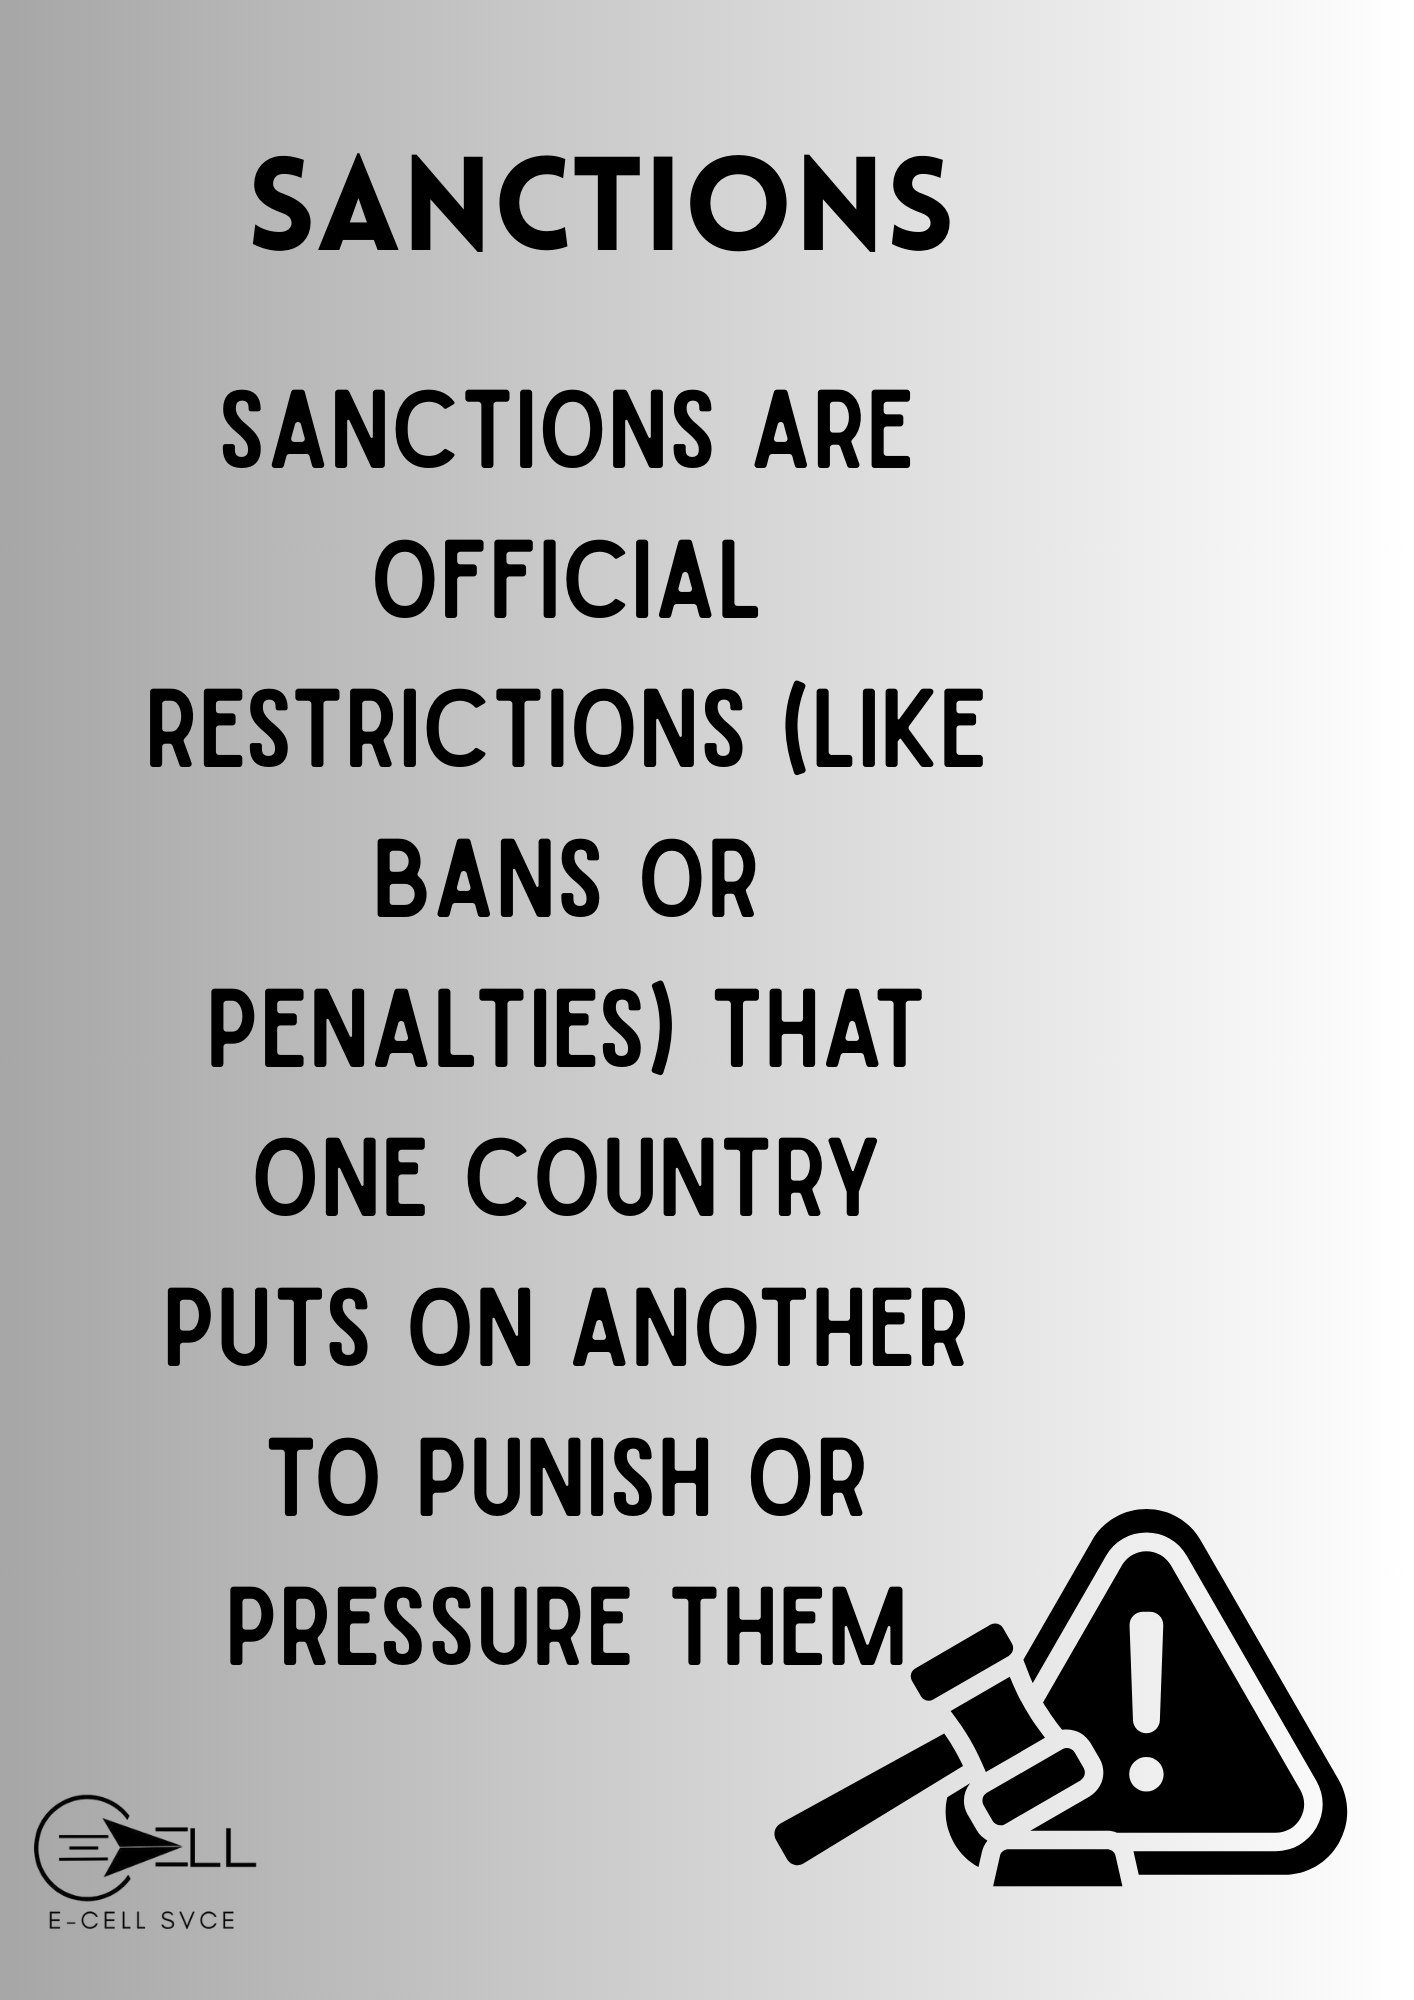 SANCTIONS
SANCTIONS ARE
OFFICIAL
RESTRICTIONS (LIKE
BANS OR
PENALTIES) THAT
ONE COUNTRY
PUTS ON ANOTHER
TO PUNISH OR
PRESSURE THEM
ELL
E-CELL SVCE